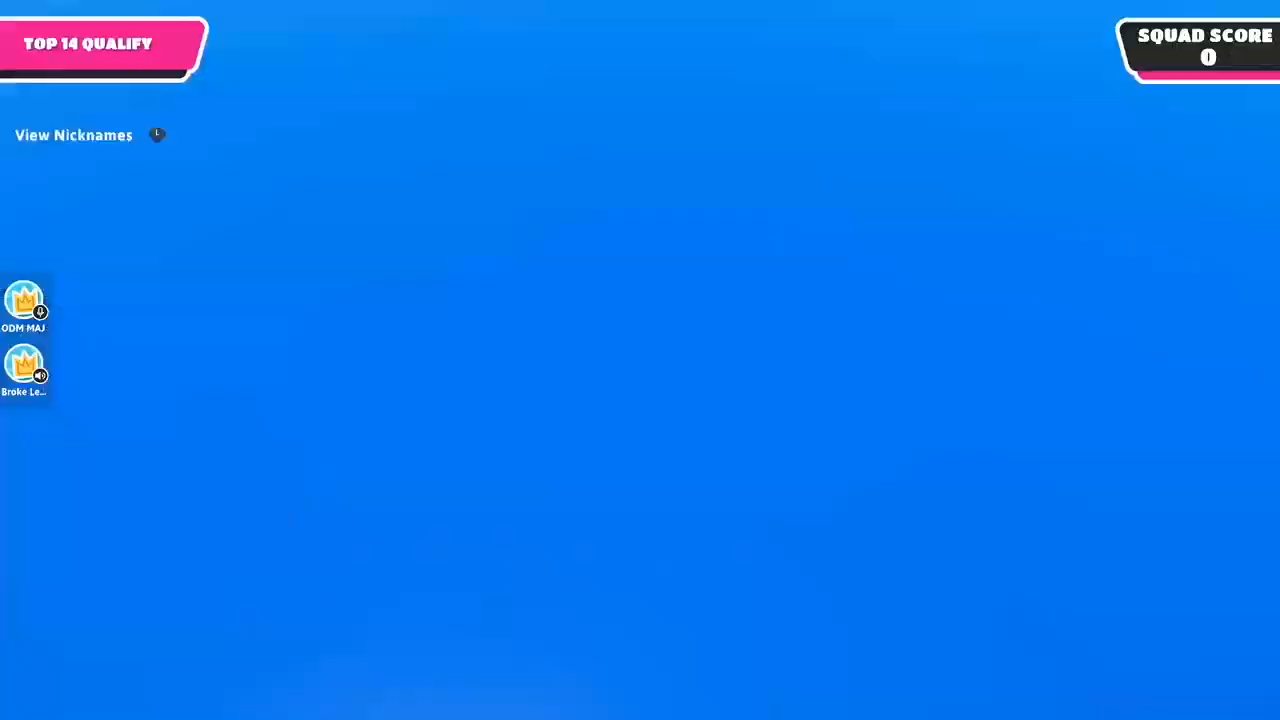 TOP 14 QUALIFY
SQUAD SCORE
0
View Nicknames
L
ODM MAJ
Broke Le...